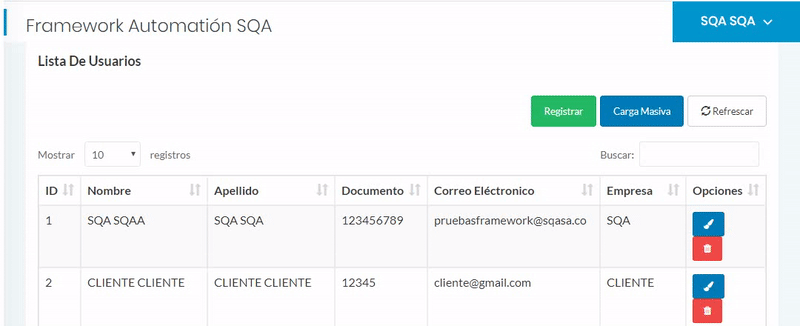 Framework Automatión SQA
SQA SQA
Lista De Usuarios
Registrar Carga Masiva Refrescar
Mostrar 10 registros Buscar:
ID Nombre Apellido Documento Correo Eléctronico Empresa Opciones
1 SQA SQAA SQA SQA 123456789 pruebasframework@sqasa.co SQA
2 CLIENTE CLIENTE CLIENTE CLIENTE 12345 cliente@gmail.com CLIENTE